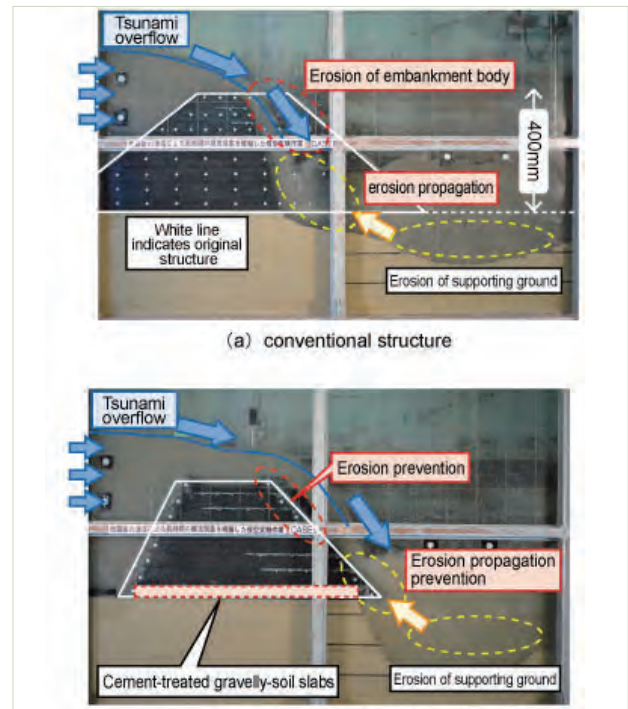 Tsunami
overflow
Erosion of embankment body
400mm
erosion propagation
White line
indicates original
structure
Erosion of supporting ground
(a) conventional structure
Tsunami
overflow
Erosion prevention
Erosion propagation
prevention
Cement-treated gravelly-soil slabs
Erosion of supporting ground